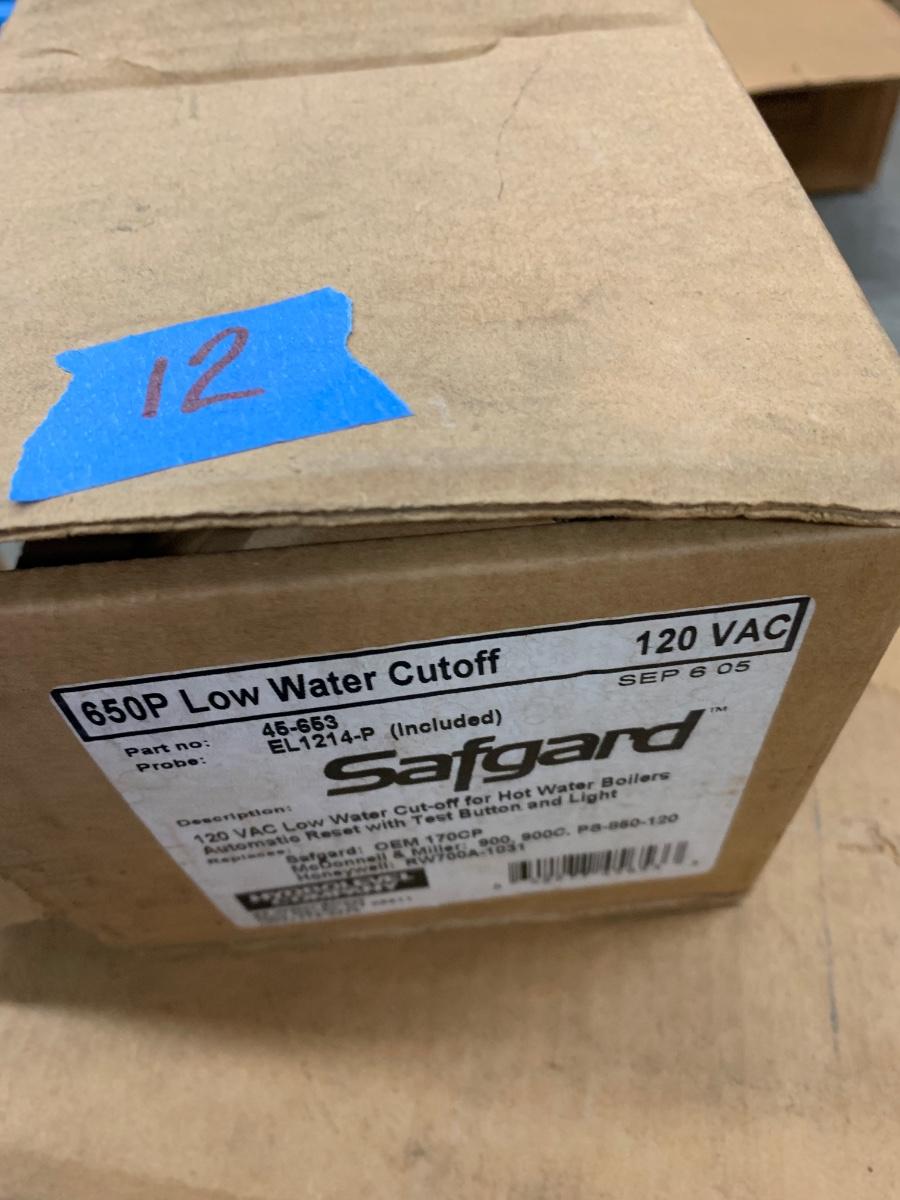 12
650P Low Water Cutoff 120 VAC
SEP 6 05
Part no: 45-653
Probe: EL1214-P (Included)
Safgard™
Description:
120 VAC Low Water Cut-off for Hot Water Boilers
Automatic Reset with Test Button and Light
Replaces: Safgard: OEM 170CP
McDonnell & Miller: 900, 900C, PS-850-120
Honeywell: RW700A-1031